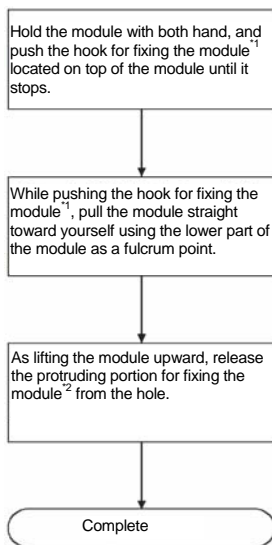 Hold the module with both hand, and
push the hook for fixing the module*1
located on top of the module until it
stops.
While pushing the hook for fixing the
module*1, pull the module straight
toward yourself using the lower part of
the module as a fulcrum point.
As lifting the module upward, release
the protruding portion for fixing the
module*2 from the hole.
Complete